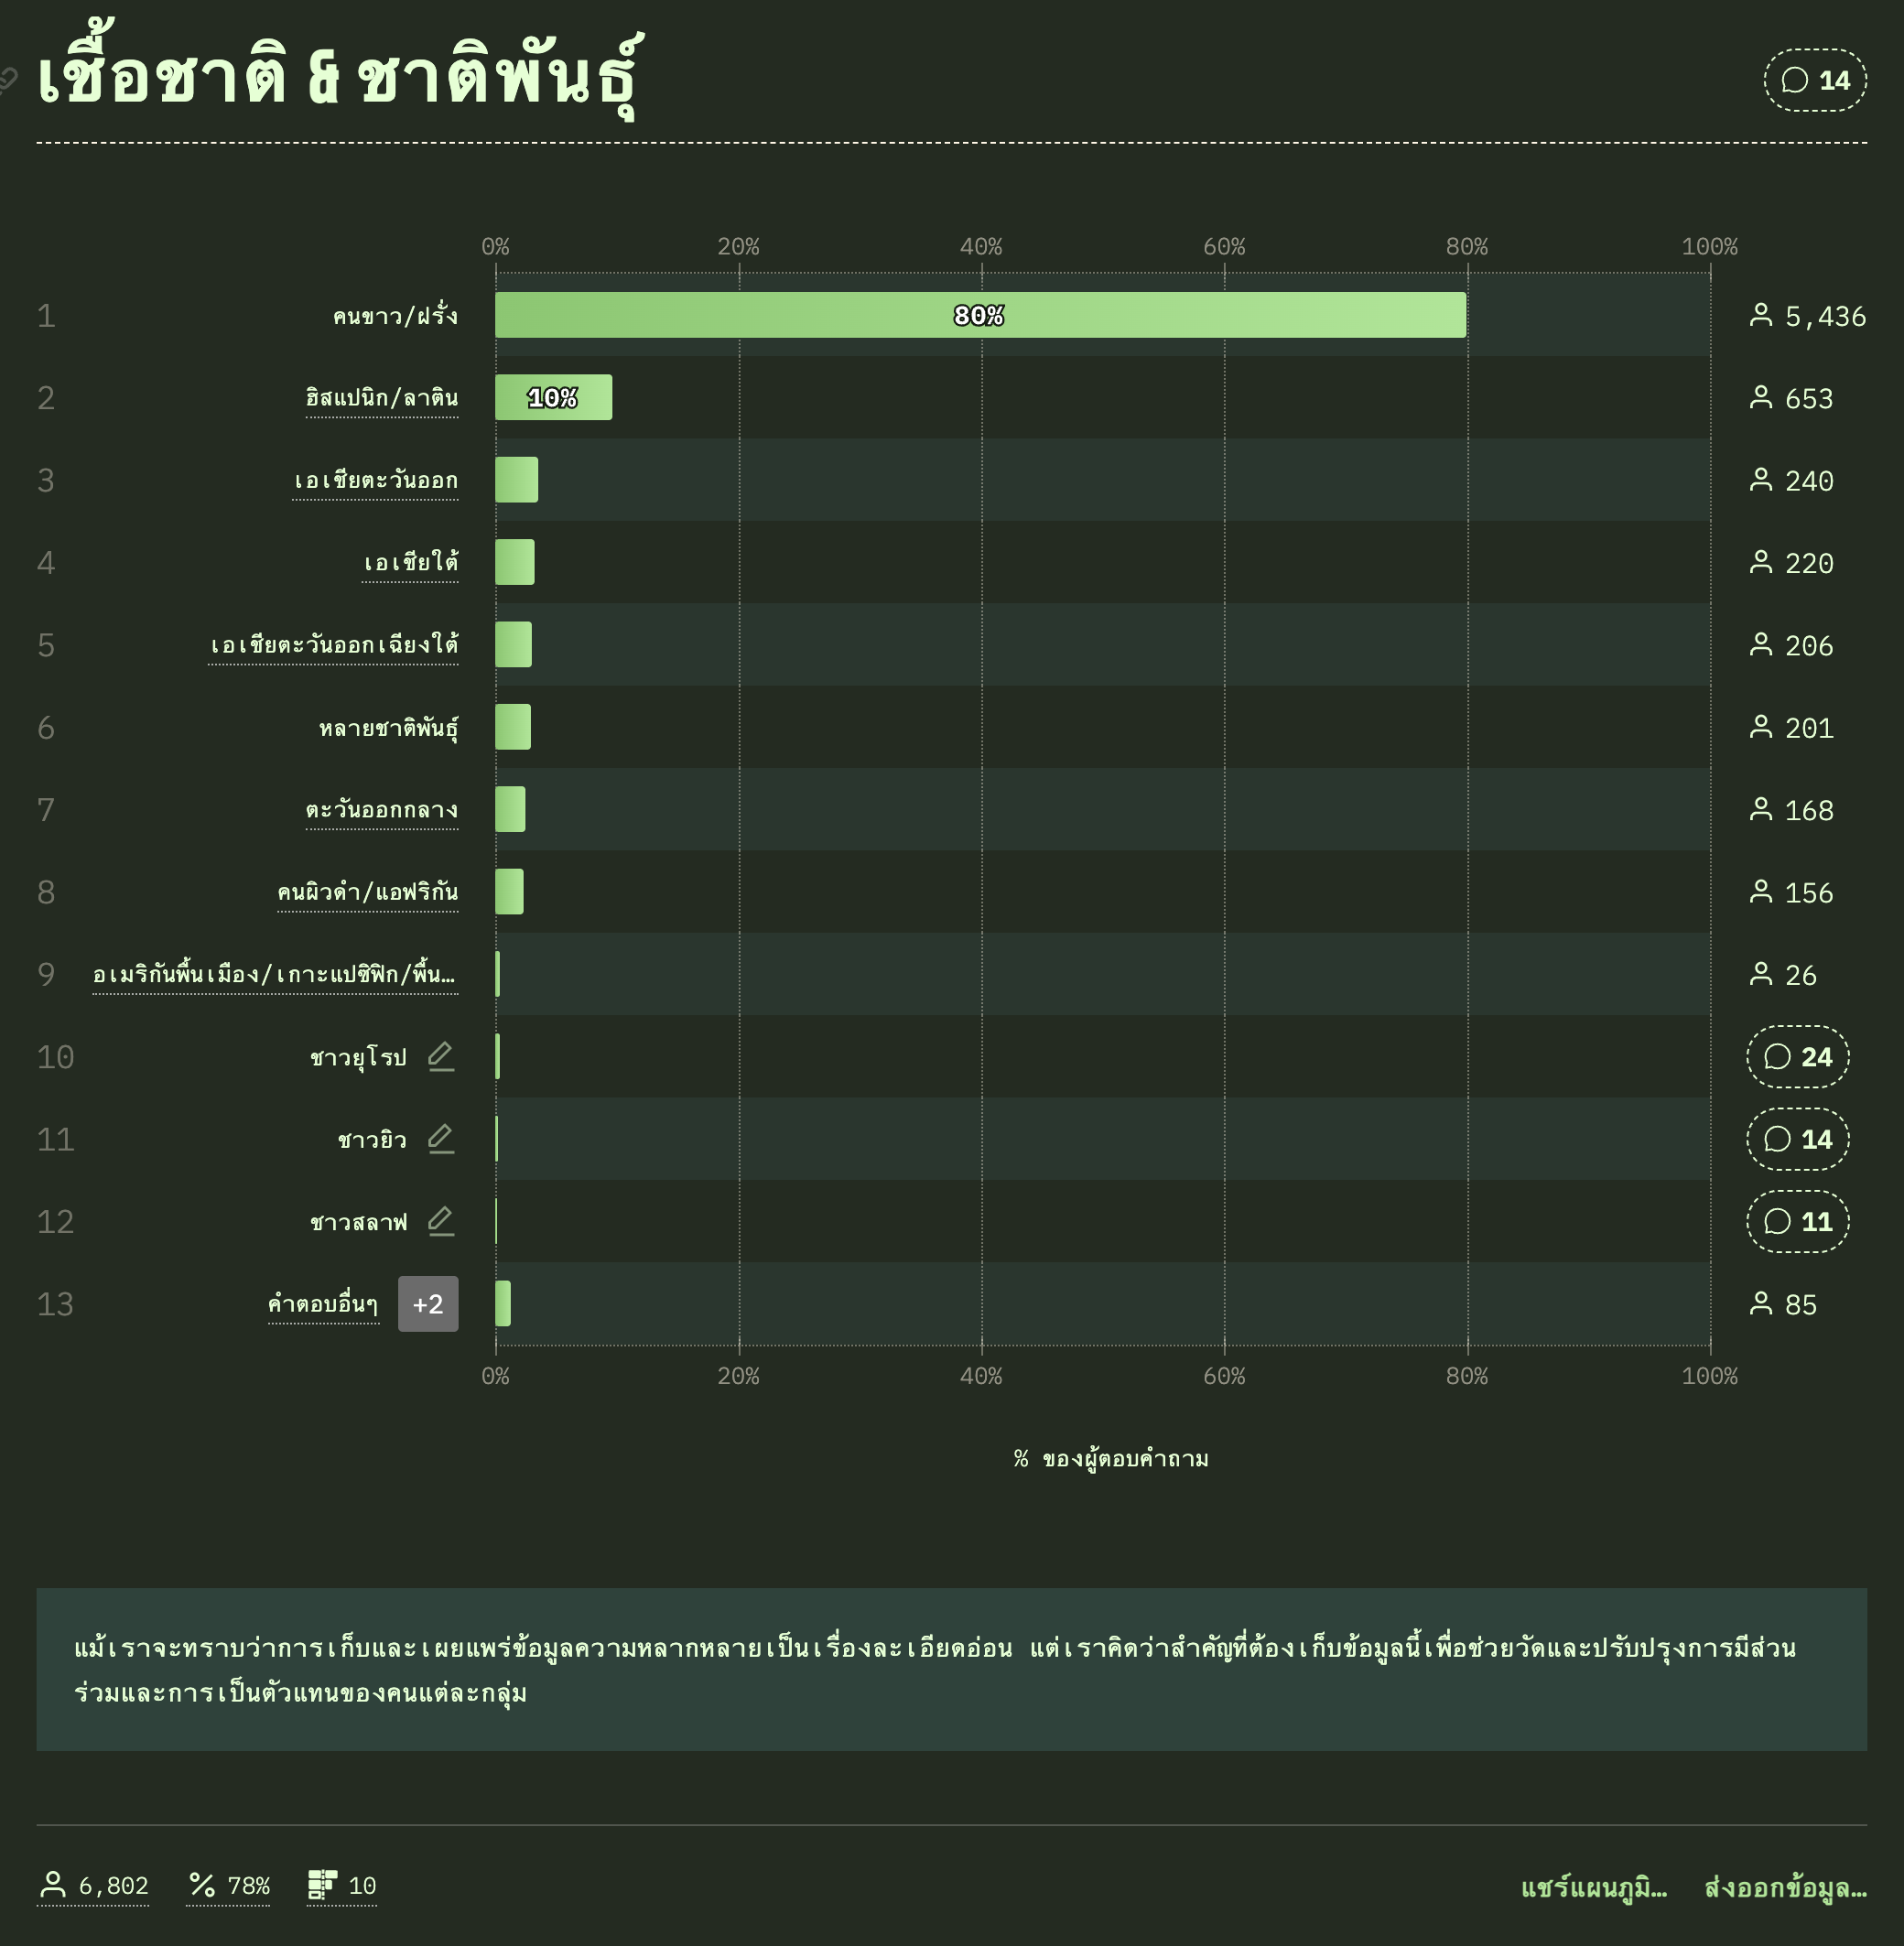 เชื้อชาติ & ชาติพันธุ์
14
0% 20% 40% 60% 80% 100%
1 คนขาว/ฝรั่ง 80% 5,436
2 ฮิสแปนิก/ลาติน 10% 653
3 เอเชียตะวันออก 240
4 เอเชียใต้ 220
5 เอเชียตะวันออกเฉียงใต้ 206
6 หลายชาติพันธุ์ 201
7 ตะวันออกกลาง 168
8 คนผิวดำ/แอฟริกัน 156
9 อเมริกันพื้นเมือง/เกาะแปซิฟิก/พื้น… 26
10 ชาวยุโรป 24
11 ชาวยิว 14
12 ชาวสลาฟ 11
13 คำตอบอื่นๆ +2 85
0% 20% 40% 60% 80% 100%
% ของผู้ตอบคำถาม
แม้เราจะทราบว่าการเก็บและเผยแพร่ข้อมูลความหลากหลายเป็นเรื่องละเอียดอ่อน แต่เราคิดว่าสำคัญที่ต้องเก็บข้อมูลนี้เพื่อช่วยวัดและปรับปรุงการมีส่วน
ร่วมและการเป็นตัวแทนของคนแต่ละกลุ่ม
6,802 78% 10 แชร์แผนภูมิ… ส่งออกข้อมูล…